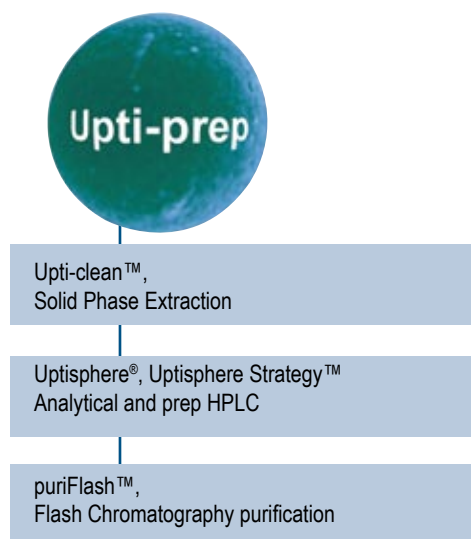 Upti-prep
Upti-clean™,
Solid Phase Extraction
Uptisphere®, Uptisphere Strategy™
Analytical and prep HPLC
puriFlash™,
Flash Chromatography purification